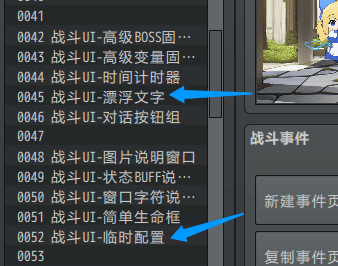 0041
0042 战斗UI-高级BOSS固…
0043 战斗UI-高级变量固…
0044 战斗UI-时间计时器
0045 战斗UI-漂浮文字
0046 战斗UI-对话按钮组
0047
0048 战斗UI-图片说明窗口
0049 战斗UI-状态BUFF说…
0050 战斗UI-窗口字符说…
0051 战斗UI-简单生命框
0052 战斗UI-临时配置
0053
战斗事件
新建事件页
复制事件页